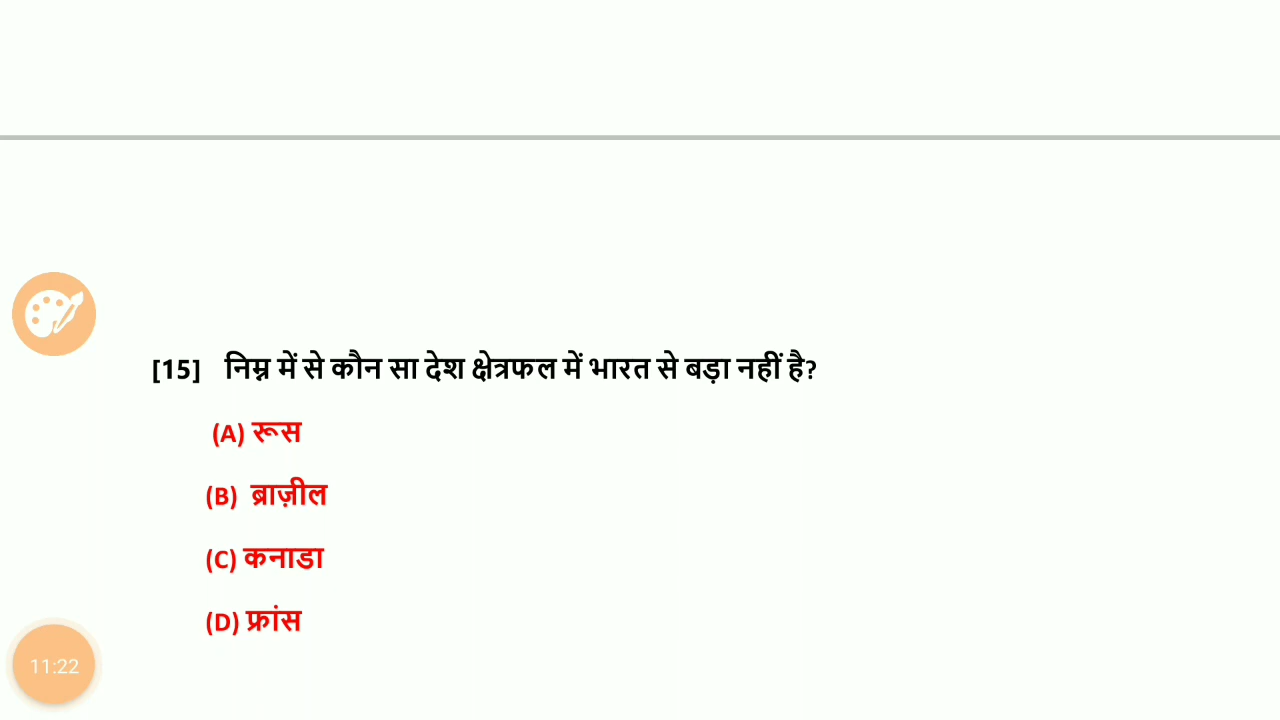 [15] निम्न में से कौन सा देश क्षेत्रफल में भारत से बड़ा नहीं है?
(A) रूस
(B) ब्राज़ील
(C) कनाडा
(D) फ्रांस
11:22